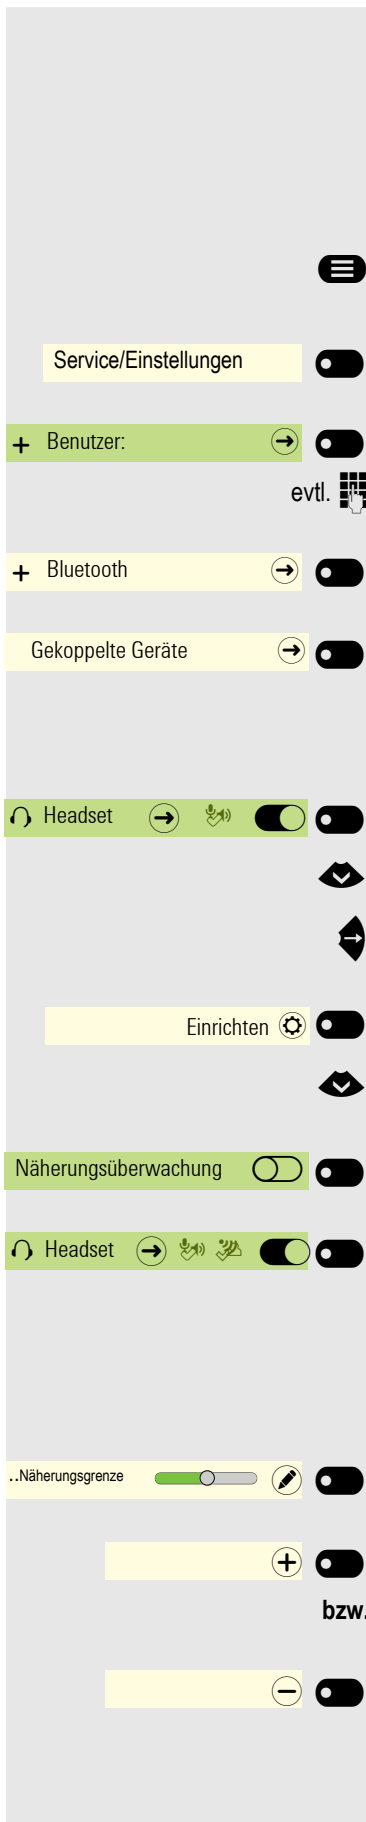 Service/Einstellungen
+ Benutzer:
evtl.
+ Bluetooth
Gekoppelte Geräte
Headset
Einrichten
Näherungsüberwachung
Headset
..Näherungsgrenze
bzw.